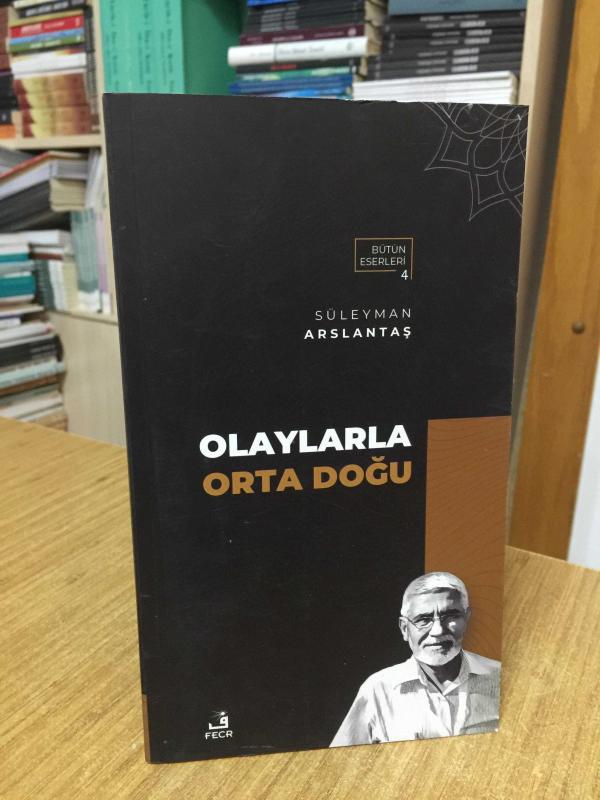 BÜTÜN
ESERLERİ
4
SÜLEYMAN
ARSLANTAŞ
OLAYLARLA
ORTA DOĞU
ف
FECR